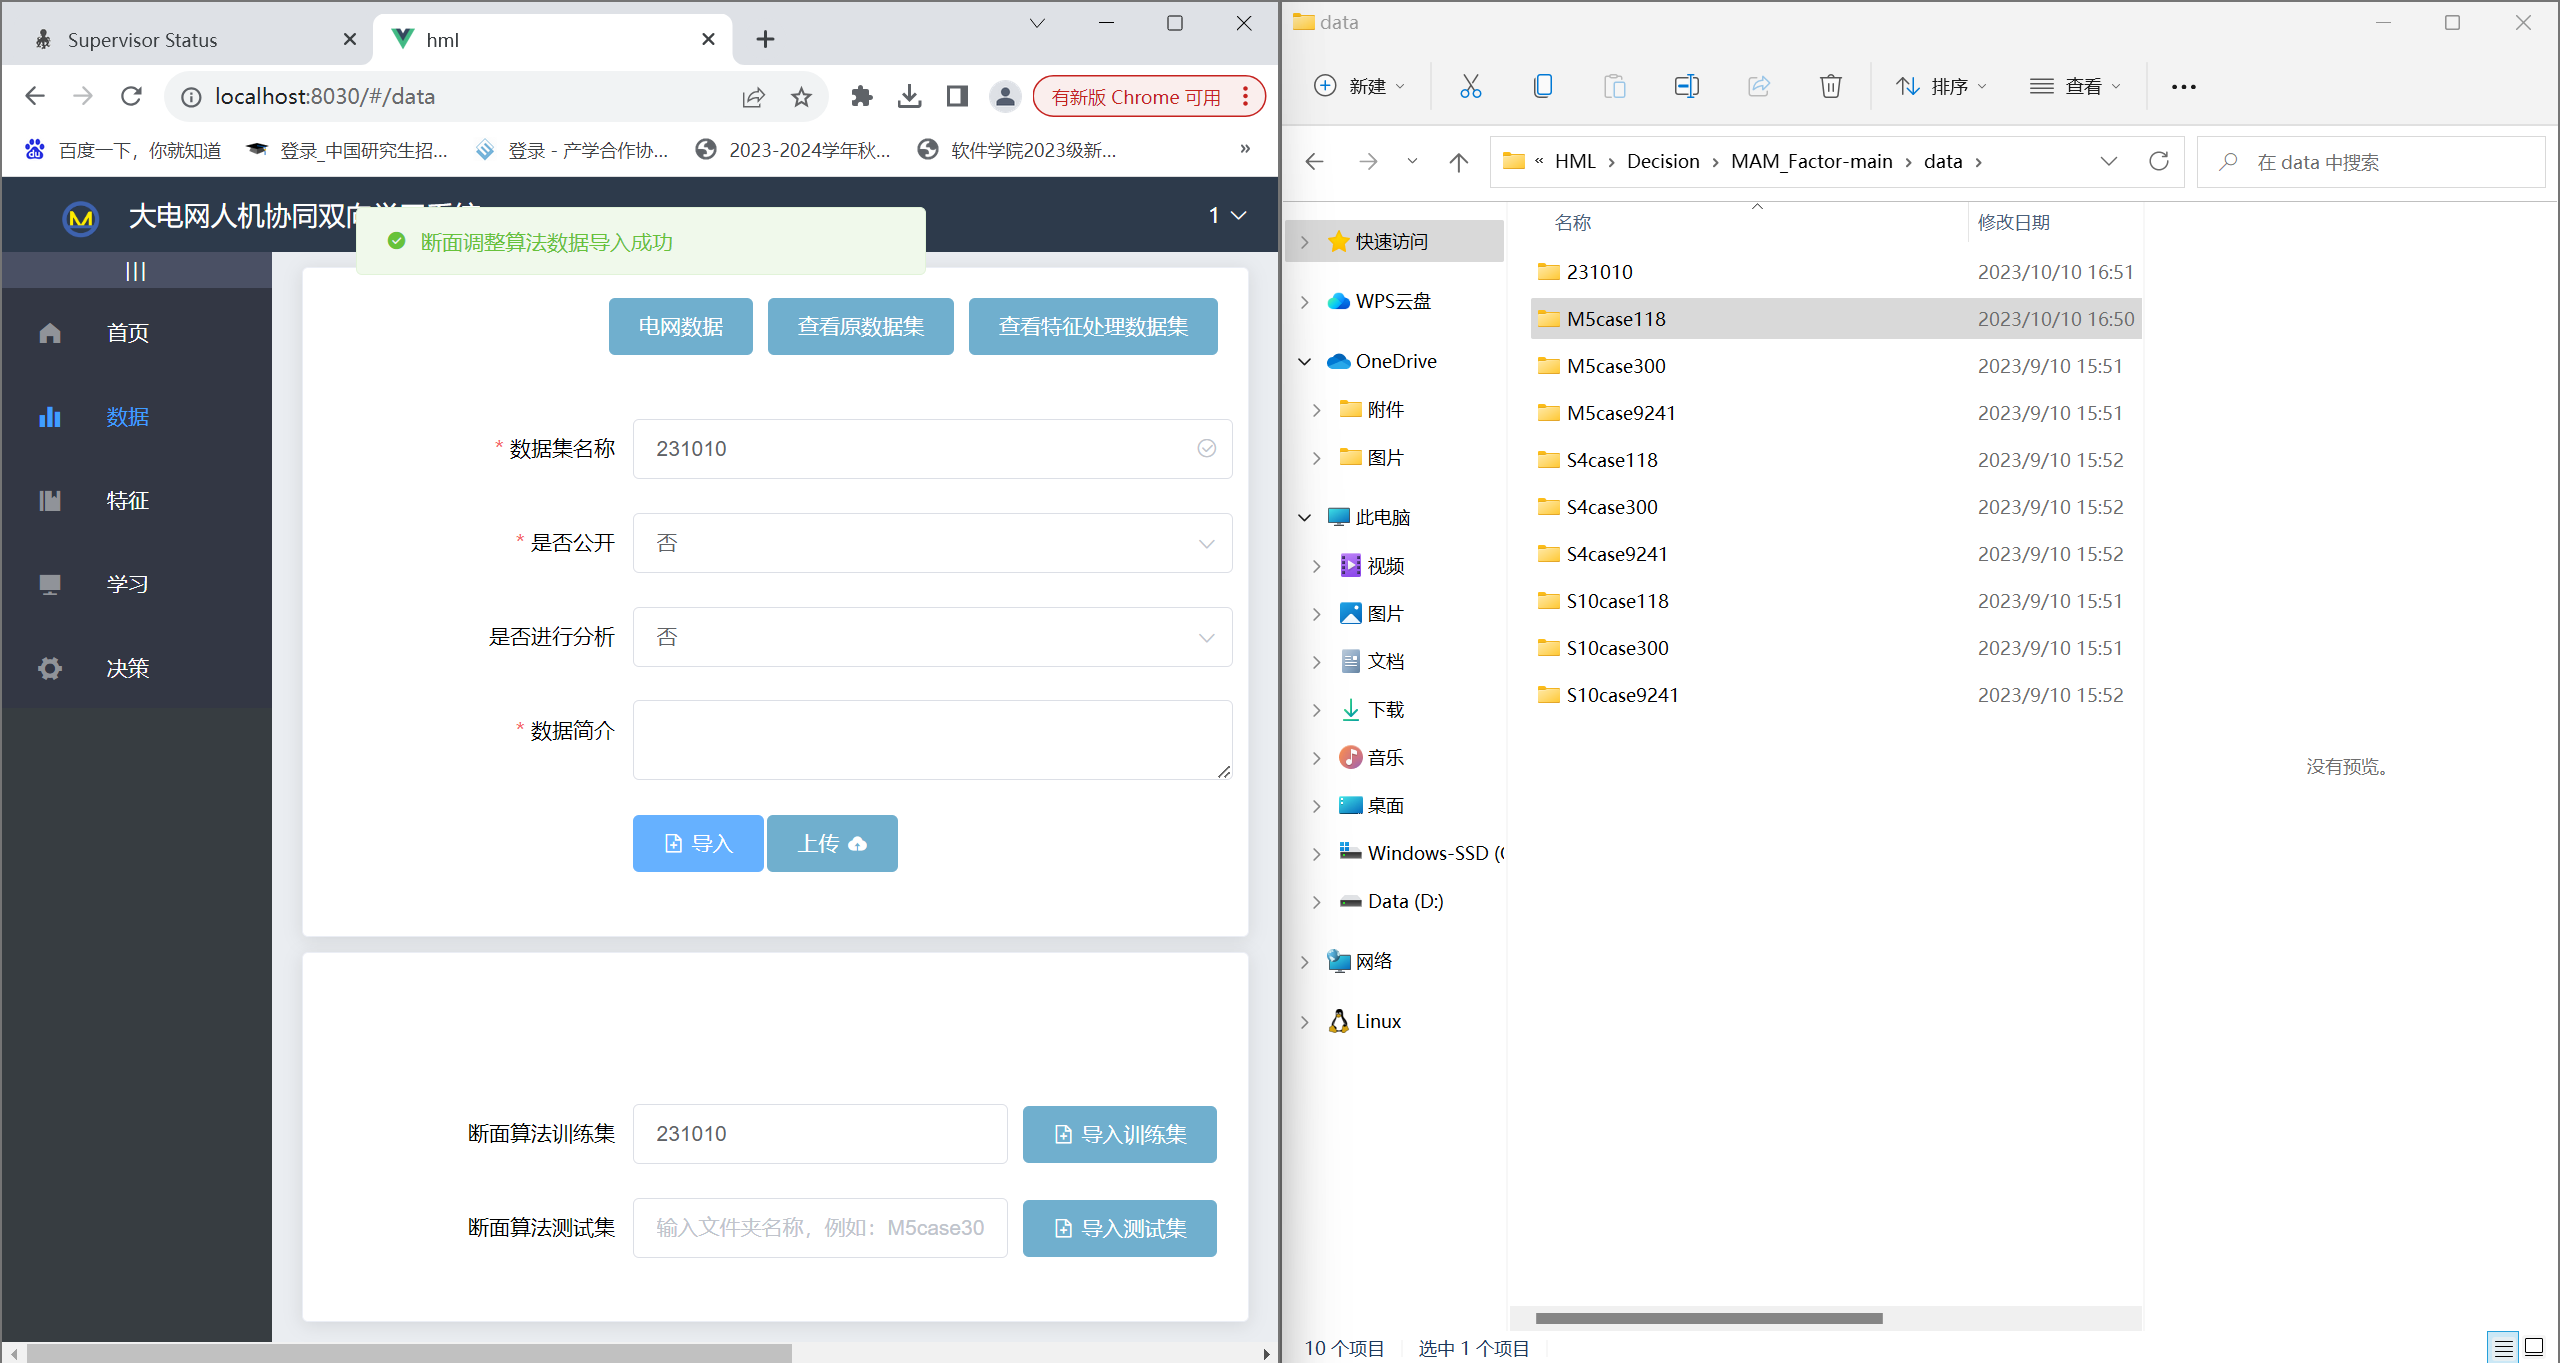 Supervisor Status
hml
localhost:8030/#/data
有新版 Chrome 可用
百度一下，你就知道
登录_中国研究生招...
登录 - 产学合作协...
2023-2024学年秋...
软件学院2023级新...
»
大电网人机协同双向学习系统
1
断面调整算法数据导入成功
|||
首页
数据
特征
学习
决策
电网数据
查看原数据集
查看特征处理数据集
* 数据集名称
231010
* 是否公开
否
是否进行分析
否
* 数据简介
导入
上传
断面算法训练集
231010
导入训练集
断面算法测试集
输入文件夹名称，例如：M5case30
导入测试集
data
新建
排序
查看
« HML › Decision › MAM_Factor-main › data ›
在 data 中搜索
快速访问
WPS云盘
OneDrive
附件
图片
此电脑
视频
图片
文档
下载
音乐
桌面
Windows-SSD (
Data (D:)
网络
Linux
名称 修改日期
231010 2023/10/10 16:51
M5case118 2023/10/10 16:50
M5case300 2023/9/10 15:51
M5case9241 2023/9/10 15:51
S4case118 2023/9/10 15:52
S4case300 2023/9/10 15:52
S4case9241 2023/9/10 15:52
S10case118 2023/9/10 15:51
S10case300 2023/9/10 15:51
S10case9241 2023/9/10 15:52
没有预览。
10 个项目
选中 1 个项目